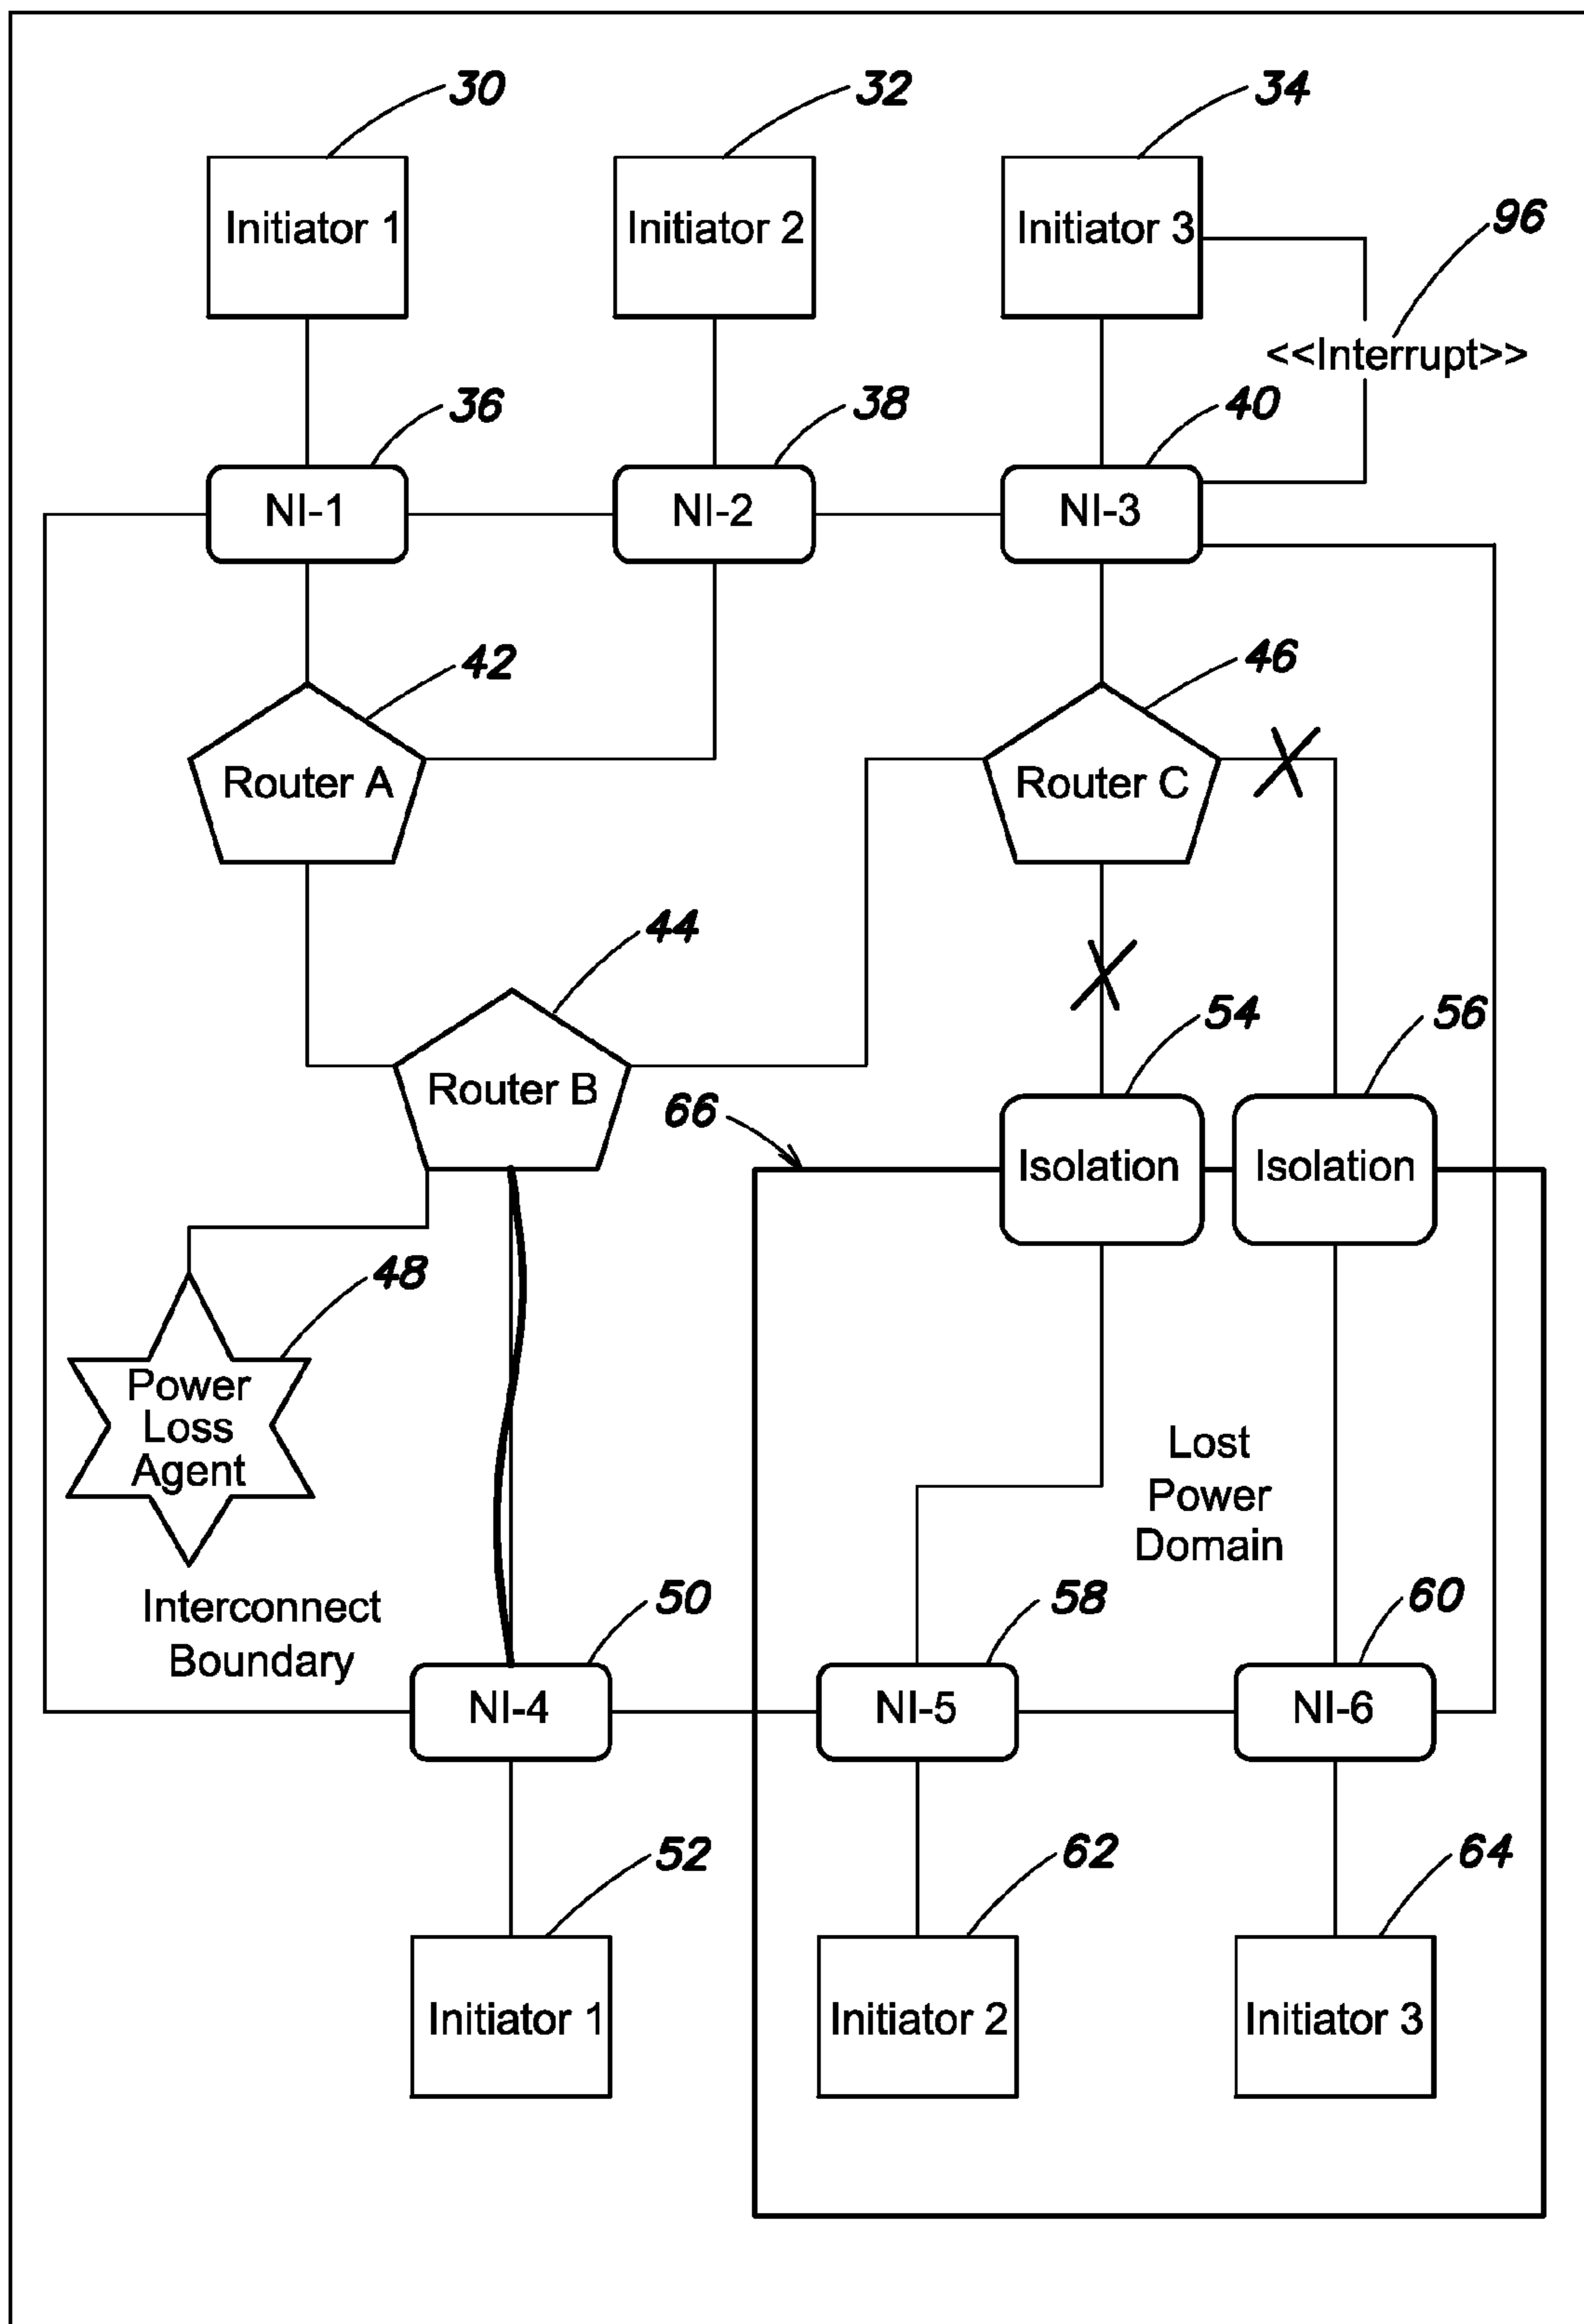 30
32
34
Initiator 1
Initiator 2
Initiator 3
96
<<Interrupt>>
36
38
40
NI-1
NI-2
NI-3
42
46
Router A
Router C
44
54
56
Router B
66
Isolation
Isolation
48
Power
Loss
Agent
Lost
Power
Domain
Interconnect
Boundary
50
58
60
NI-4
NI-5
NI-6
52
62
64
Initiator 1
Initiator 2
Initiator 3